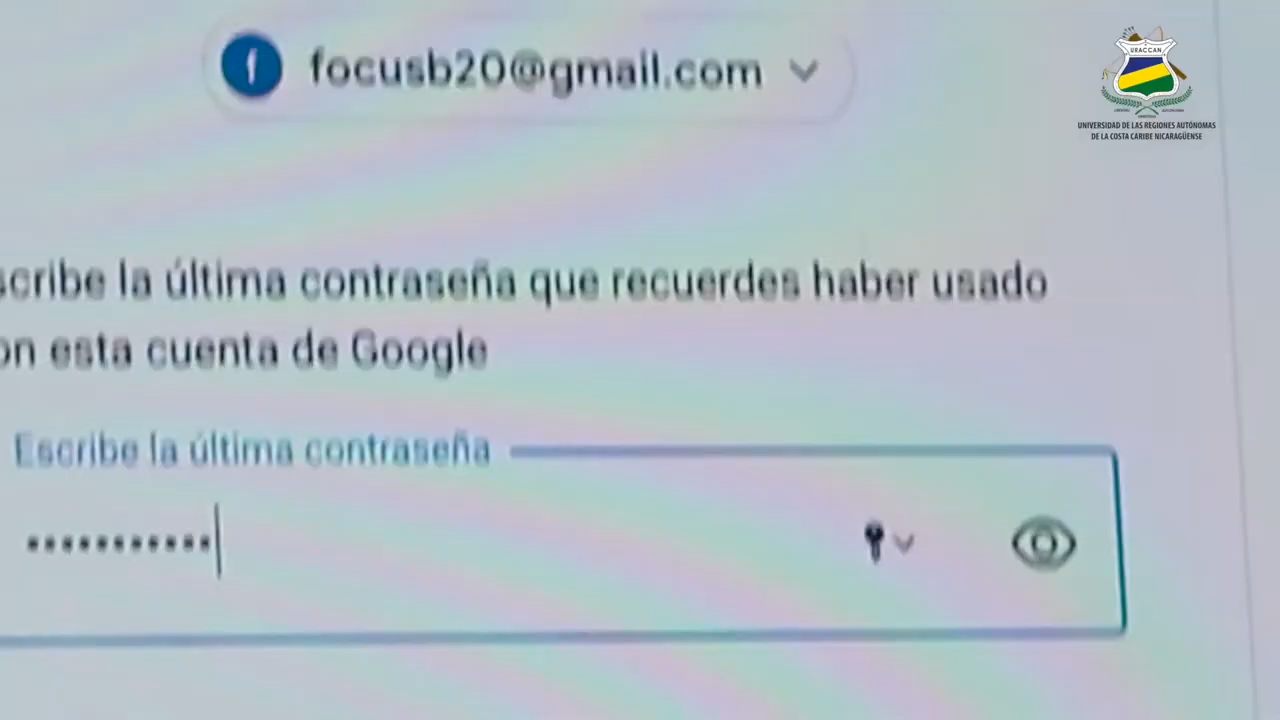 f focusb20@gmail.com
URACCAN
UNIVERSIDAD DE LAS REGIONES AUTÓNOMAS
DE LA COSTA CARIBE NICARAGÜENSE
scribe la última contraseña que recuerdes haber usado
on esta cuenta de Google
Escribe la última contraseña
•••••••••••